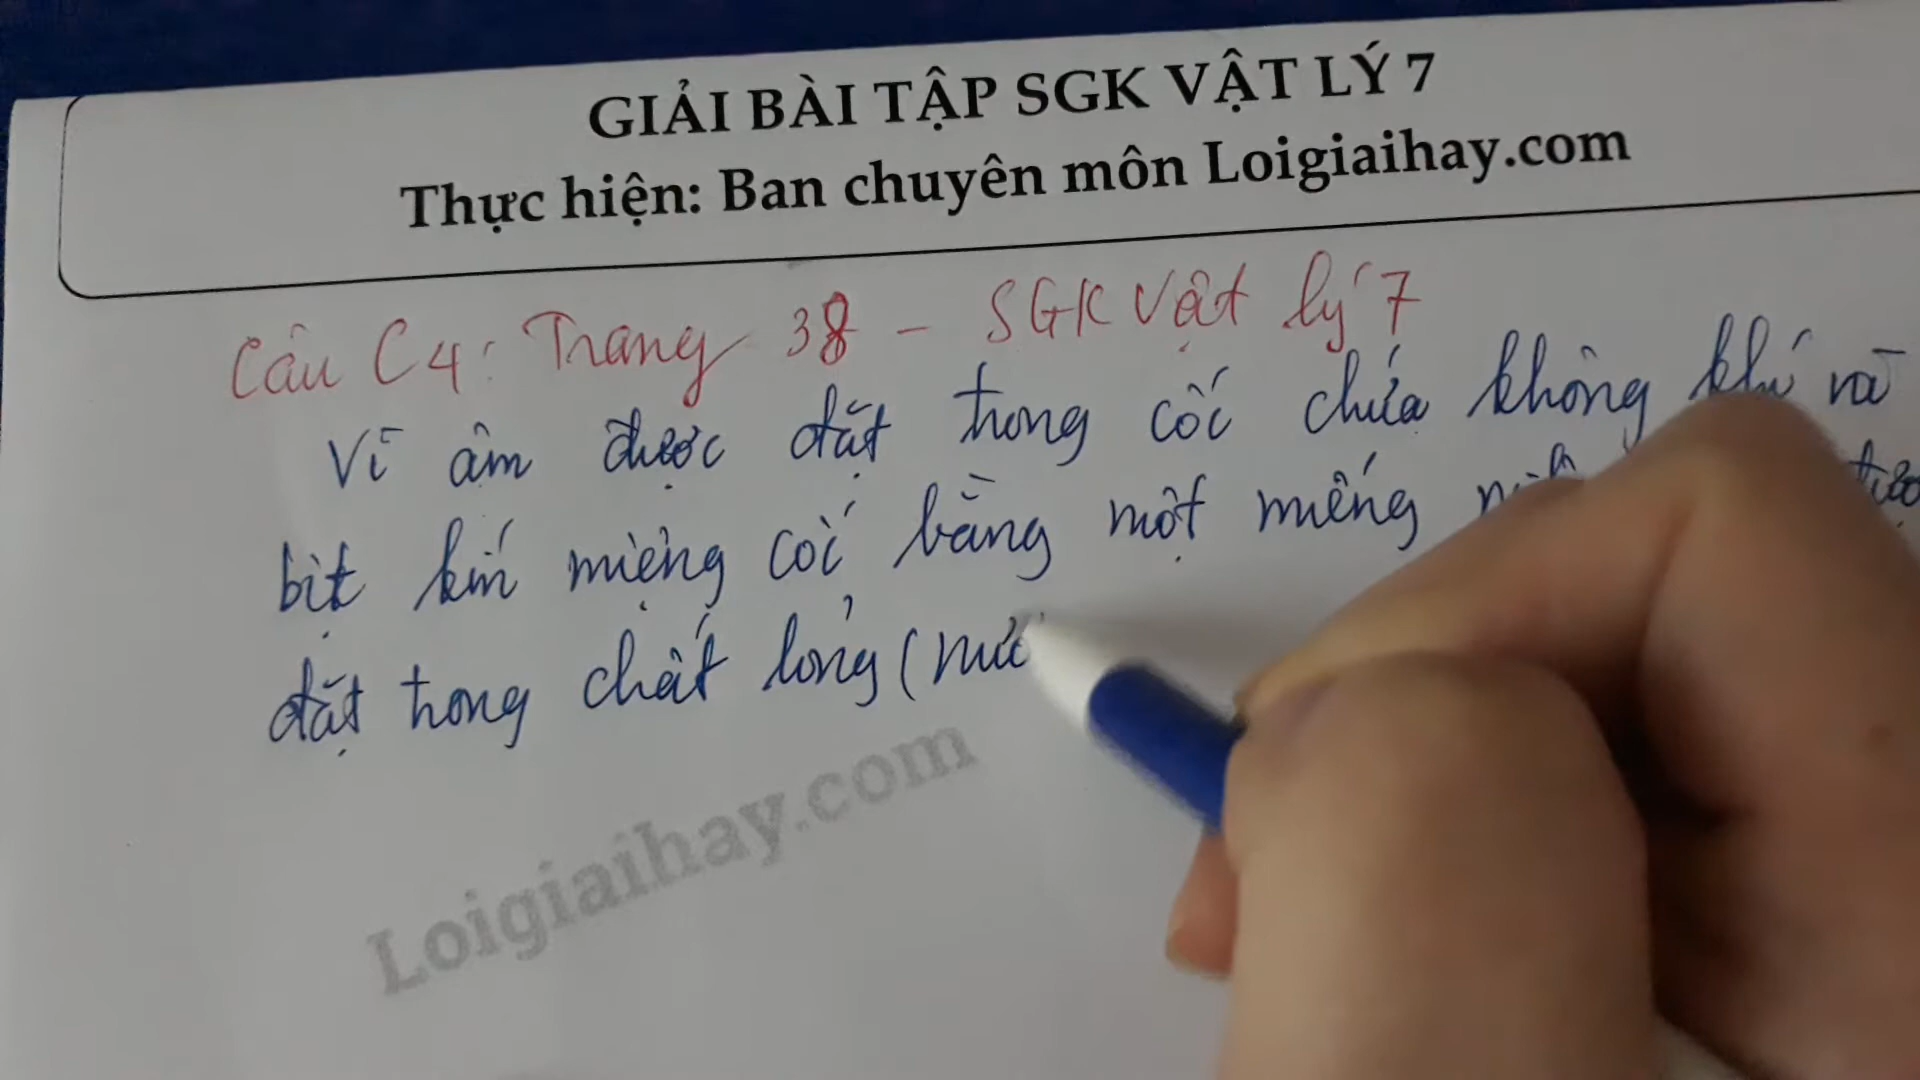 GIẢI BÀI TẬP SGK VẬT LÝ 7
Thực hiện: Ban chuyên môn Loigiaihay.com
Câu C4: Trang 38 - SGK Vật lý 7
Vì âm được đặt trong cốc chứa không khí và
bịt kín miệng cốc bằng một miếng
đặt trong chất lỏng (nướ
Loigiaihay.com